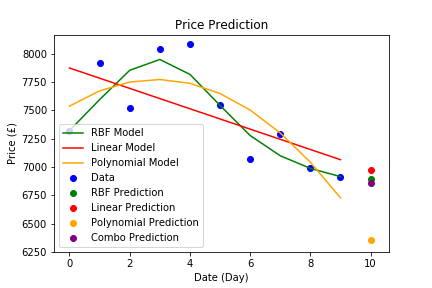 Price Prediction
Price (£)
8000
7750
7500
7250
7000
6750
6500
6250
RBF Model
Linear Model
Polynomial Model
Data
RBF Prediction
Linear Prediction
Polynomial Prediction
Combo Prediction
0 2 4 6 8 10
Date (Day)